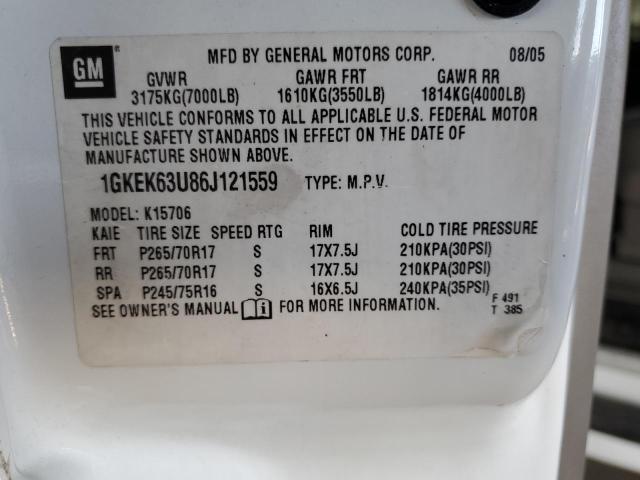 GM
MFD BY GENERAL MOTORS CORP. 08/05
GVWR GAWR FRT GAWR RR
3175KG(7000LB) 1610KG(3550LB) 1814KG(4000LB)
THIS VEHICLE CONFORMS TO ALL APPLICABLE U.S. FEDERAL MOTOR
VEHICLE SAFETY STANDARDS IN EFFECT ON THE DATE OF
MANUFACTURE SHOWN ABOVE.
1GKEK63U86J121559 TYPE: M.P.V.
MODEL: K15706
KAIE TIRE SIZE SPEED RTG RIM COLD TIRE PRESSURE
FRT P265/70R17 S 17X7.5J 210KPA(30PSI)
RR P265/70R17 S 17X7.5J 210KPA(30PSI)
SPA P245/75R16 S 16X6.5J 240KPA(35PSI)
SEE OWNER'S MANUAL i FOR MORE INFORMATION.
F 491
T 385